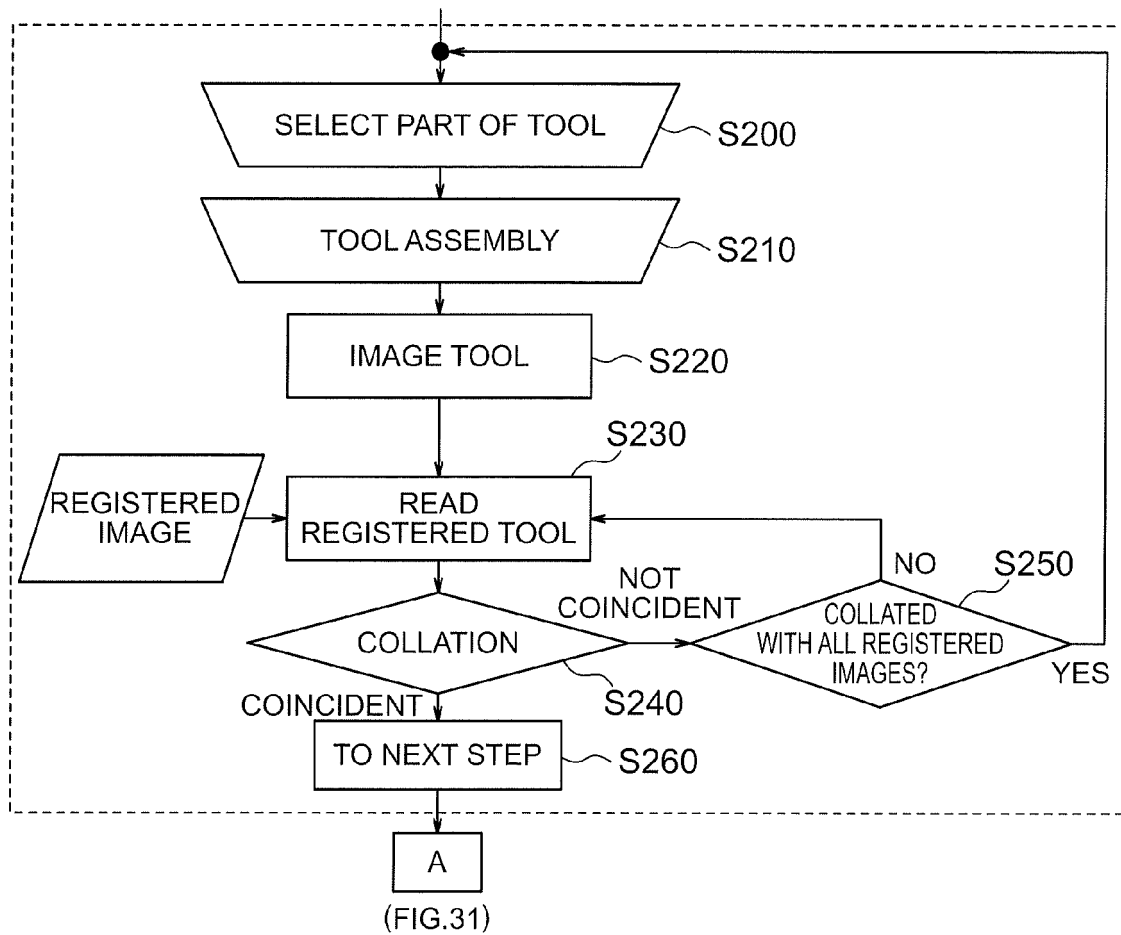 SELECT PART OF TOOL
S200
TOOL ASSEMBLY
S210
IMAGE TOOL
S220
S230
REGISTERED
IMAGE
READ
REGISTERED TOOL
NOT
COINCIDENT
NO
S250
COLLATION
COLLATED
WITH ALL REGISTERED
IMAGES?
YES
COINCIDENT
S240
TO NEXT STEP
S260
A
(FIG.31)